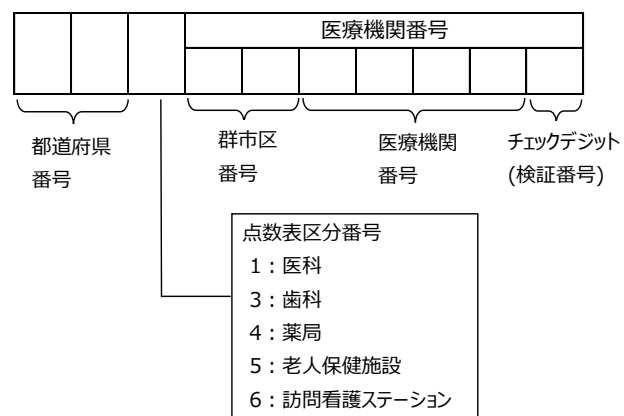 医療機関番号
都道府県
番号
群市区
番号
医療機関
番号
チェックデジット
(検証番号)
点数表区分番号
1：医科
3：歯科
4：薬局
5：老人保健施設
6：訪問看護ステーション